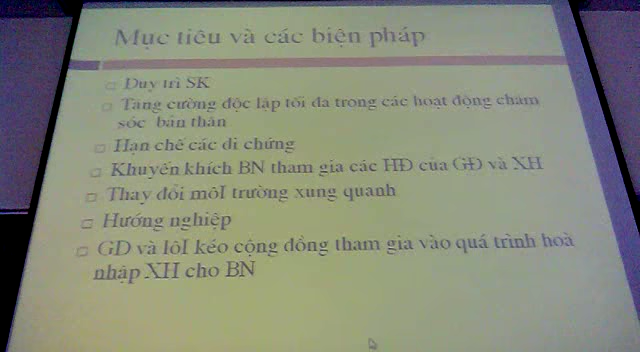 Mục tiêu và các biện pháp
Duy trì SK
Tăng cường độc lập tối đa trong các hoạt động chăm
sóc bản thân
Hạn chế các di chứng
Khuyến khích BN tham gia các HĐ của GĐ và XH
Thay đổi môI trường xung quanh
Hướng nghiệp
GD và lôI kéo cộng đồng tham gia vào quá trình hoà
nhập XH cho BN